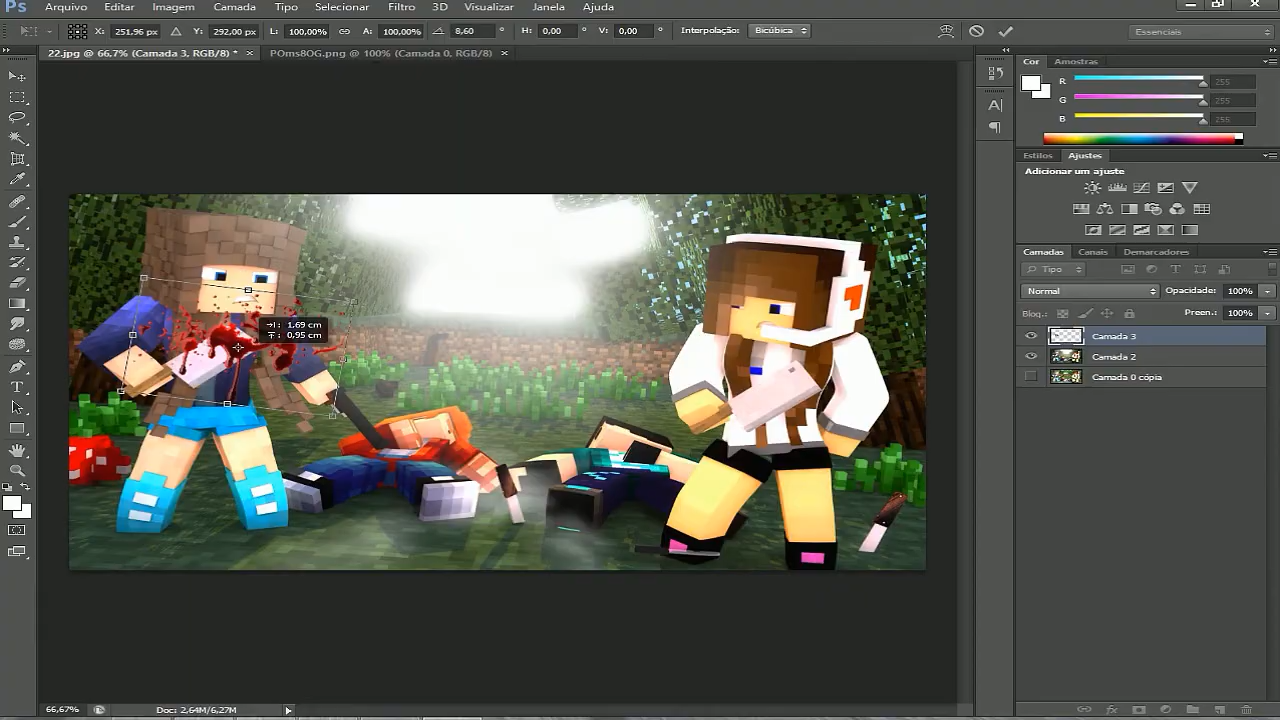 Ps Arquivo Editar Imagem Camada Tipo Selecionar Filtro 3D Visualizar Janela Ajuda
X: 251,96 px Y: 292,00 px L: 100,00% A: 100,00% 8,60 ° H: 0,00 ° V: 0,00 ° Interpolação: Bicúbica Essenciais
22.jpg @ 66,7% (Camada 3, RGB/8) * × POms80G.png @ 100% (Camada 0, RGB/8) ×
Cor Amostras
R 255
G 255
B 255
Estilos Ajustes
Adicionar um ajuste
Camadas Canais Demarcadores
Tipo
Normal Opacidade: 100%
Bloq.: Preen.: 100%
Camada 3
Camada 2
Camada 0 cópia
: 1,69 cm
: 0,95 cm
66,67% Doc: 2,64M/6,27M